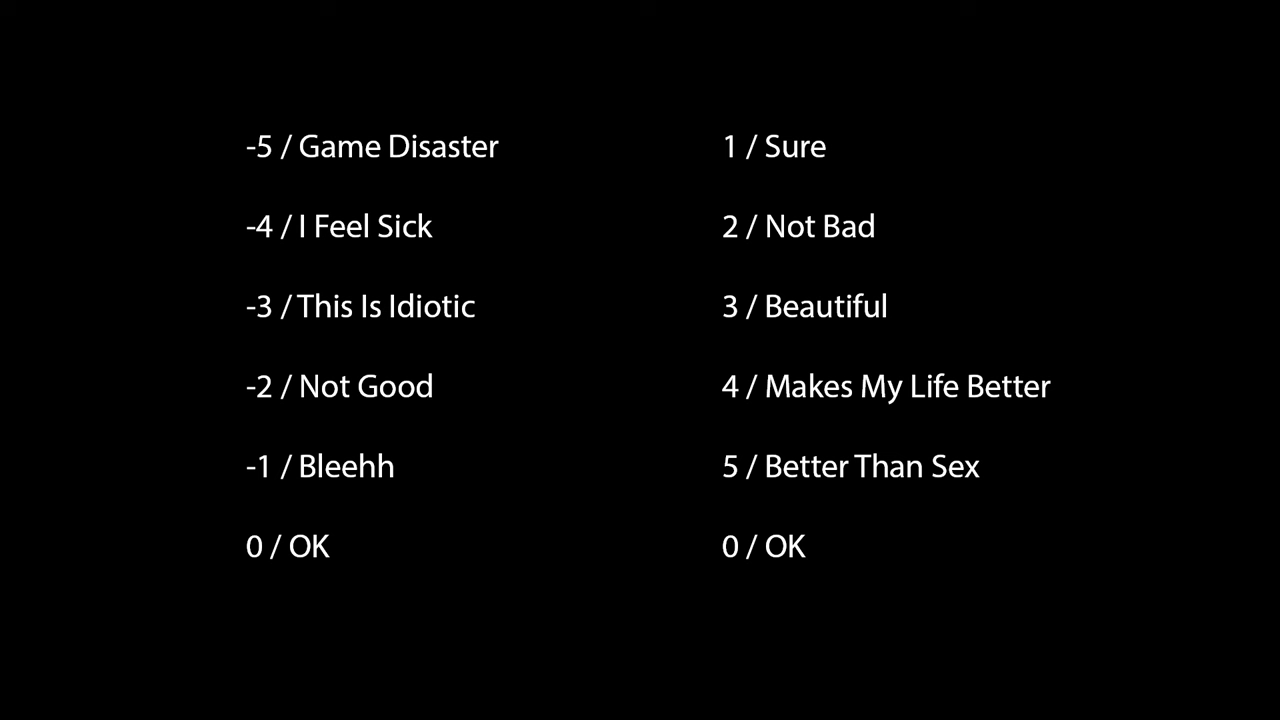 -5 / Game Disaster
-4 / I Feel Sick
-3 / This Is Idiotic
-2 / Not Good
-1 / Bleehh
0 / OK
1 / Sure
2 / Not Bad
3 / Beautiful
4 / Makes My Life Better
5 / Better Than Sex
0 / OK